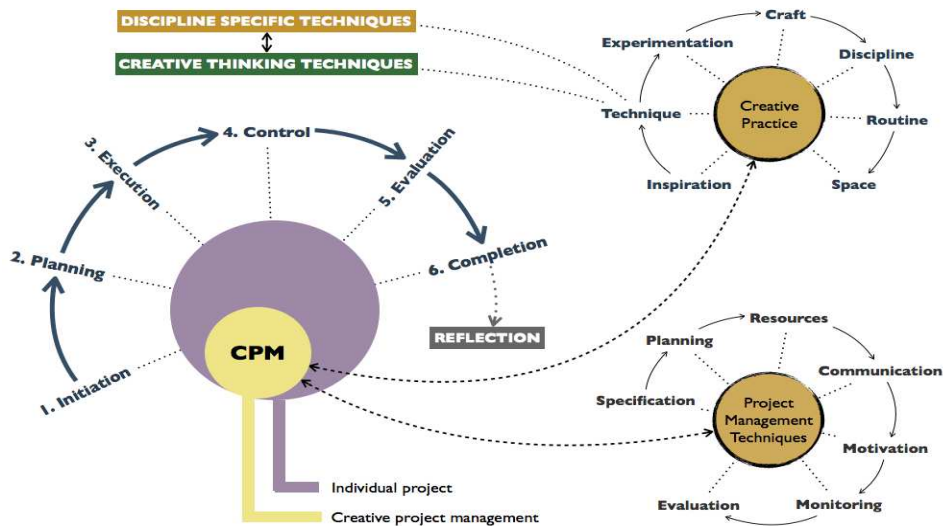 DISCIPLINE SPECIFIC TECHNIQUES
CREATIVE THINKING TECHNIQUES
1. Initiation
2. Planning
3. Execution
4. Control
5. Evaluation
6. Completion
REFLECTION
CPM
Individual project
Creative project management
Creative
Practice
Inspiration
Technique
Experimentation
Craft
Discipline
Routine
Space
Project
Management
Techniques
Specification
Planning
Resources
Communication
Motivation
Monitoring
Evaluation